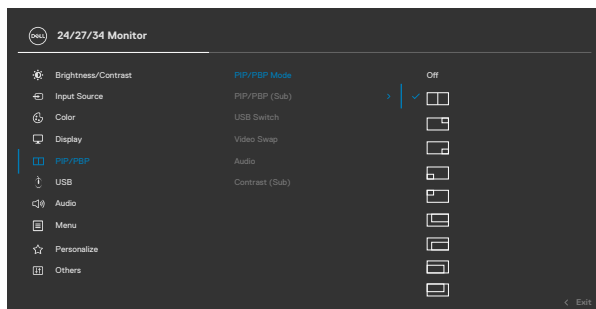 DELL 24/27/34 Monitor
Brightness/Contrast PIP/PBP Mode Off
Input Source PIP/PBP (Sub)
Color USB Switch
Display Video Swap
PIP/PBP Audio
USB Contrast (Sub)
Audio
Menu
Personalize
Others
Exit